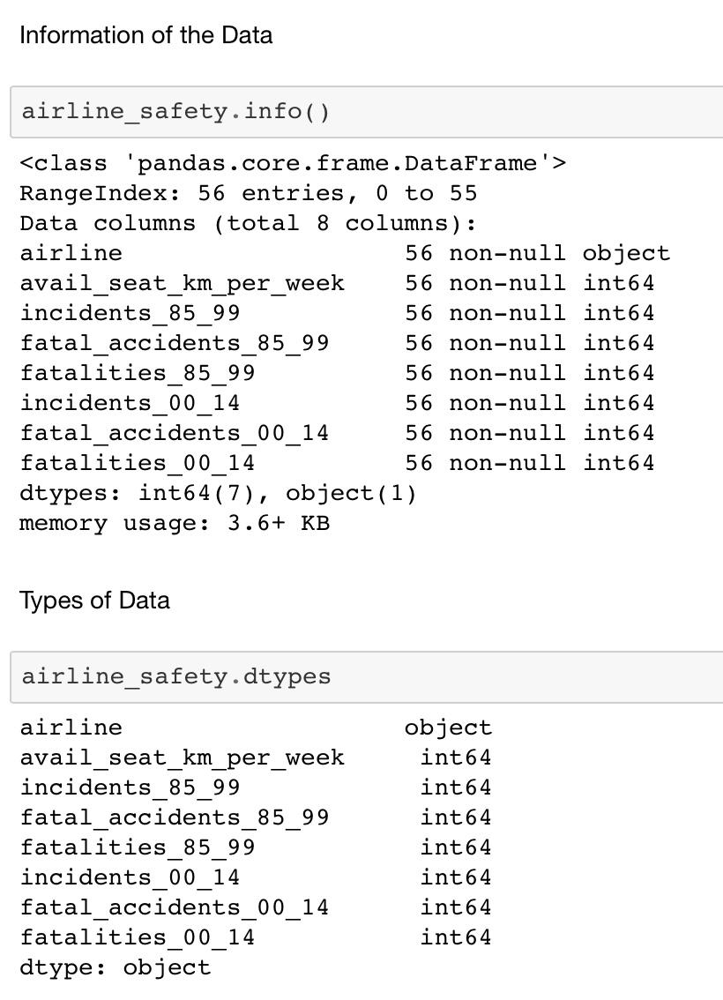 Information of the Data
airline_safety.info()
<class 'pandas.core.frame.DataFrame'>
RangeIndex: 56 entries, 0 to 55
Data columns (total 8 columns):
airline                   56 non-null object
avail_seat_km_per_week    56 non-null int64
incidents_85_99           56 non-null int64
fatal_accidents_85_99     56 non-null int64
fatalities_85_99          56 non-null int64
incidents_00_14           56 non-null int64
fatal_accidents_00_14     56 non-null int64
fatalities_00_14          56 non-null int64
dtypes: int64(7), object(1)
memory usage: 3.6+ KB
Types of Data
airline_safety.dtypes
airline                   object
avail_seat_km_per_week     int64
incidents_85_99            int64
fatal_accidents_85_99      int64
fatalities_85_99           int64
incidents_00_14            int64
fatal_accidents_00_14      int64
fatalities_00_14           int64
dtype: object